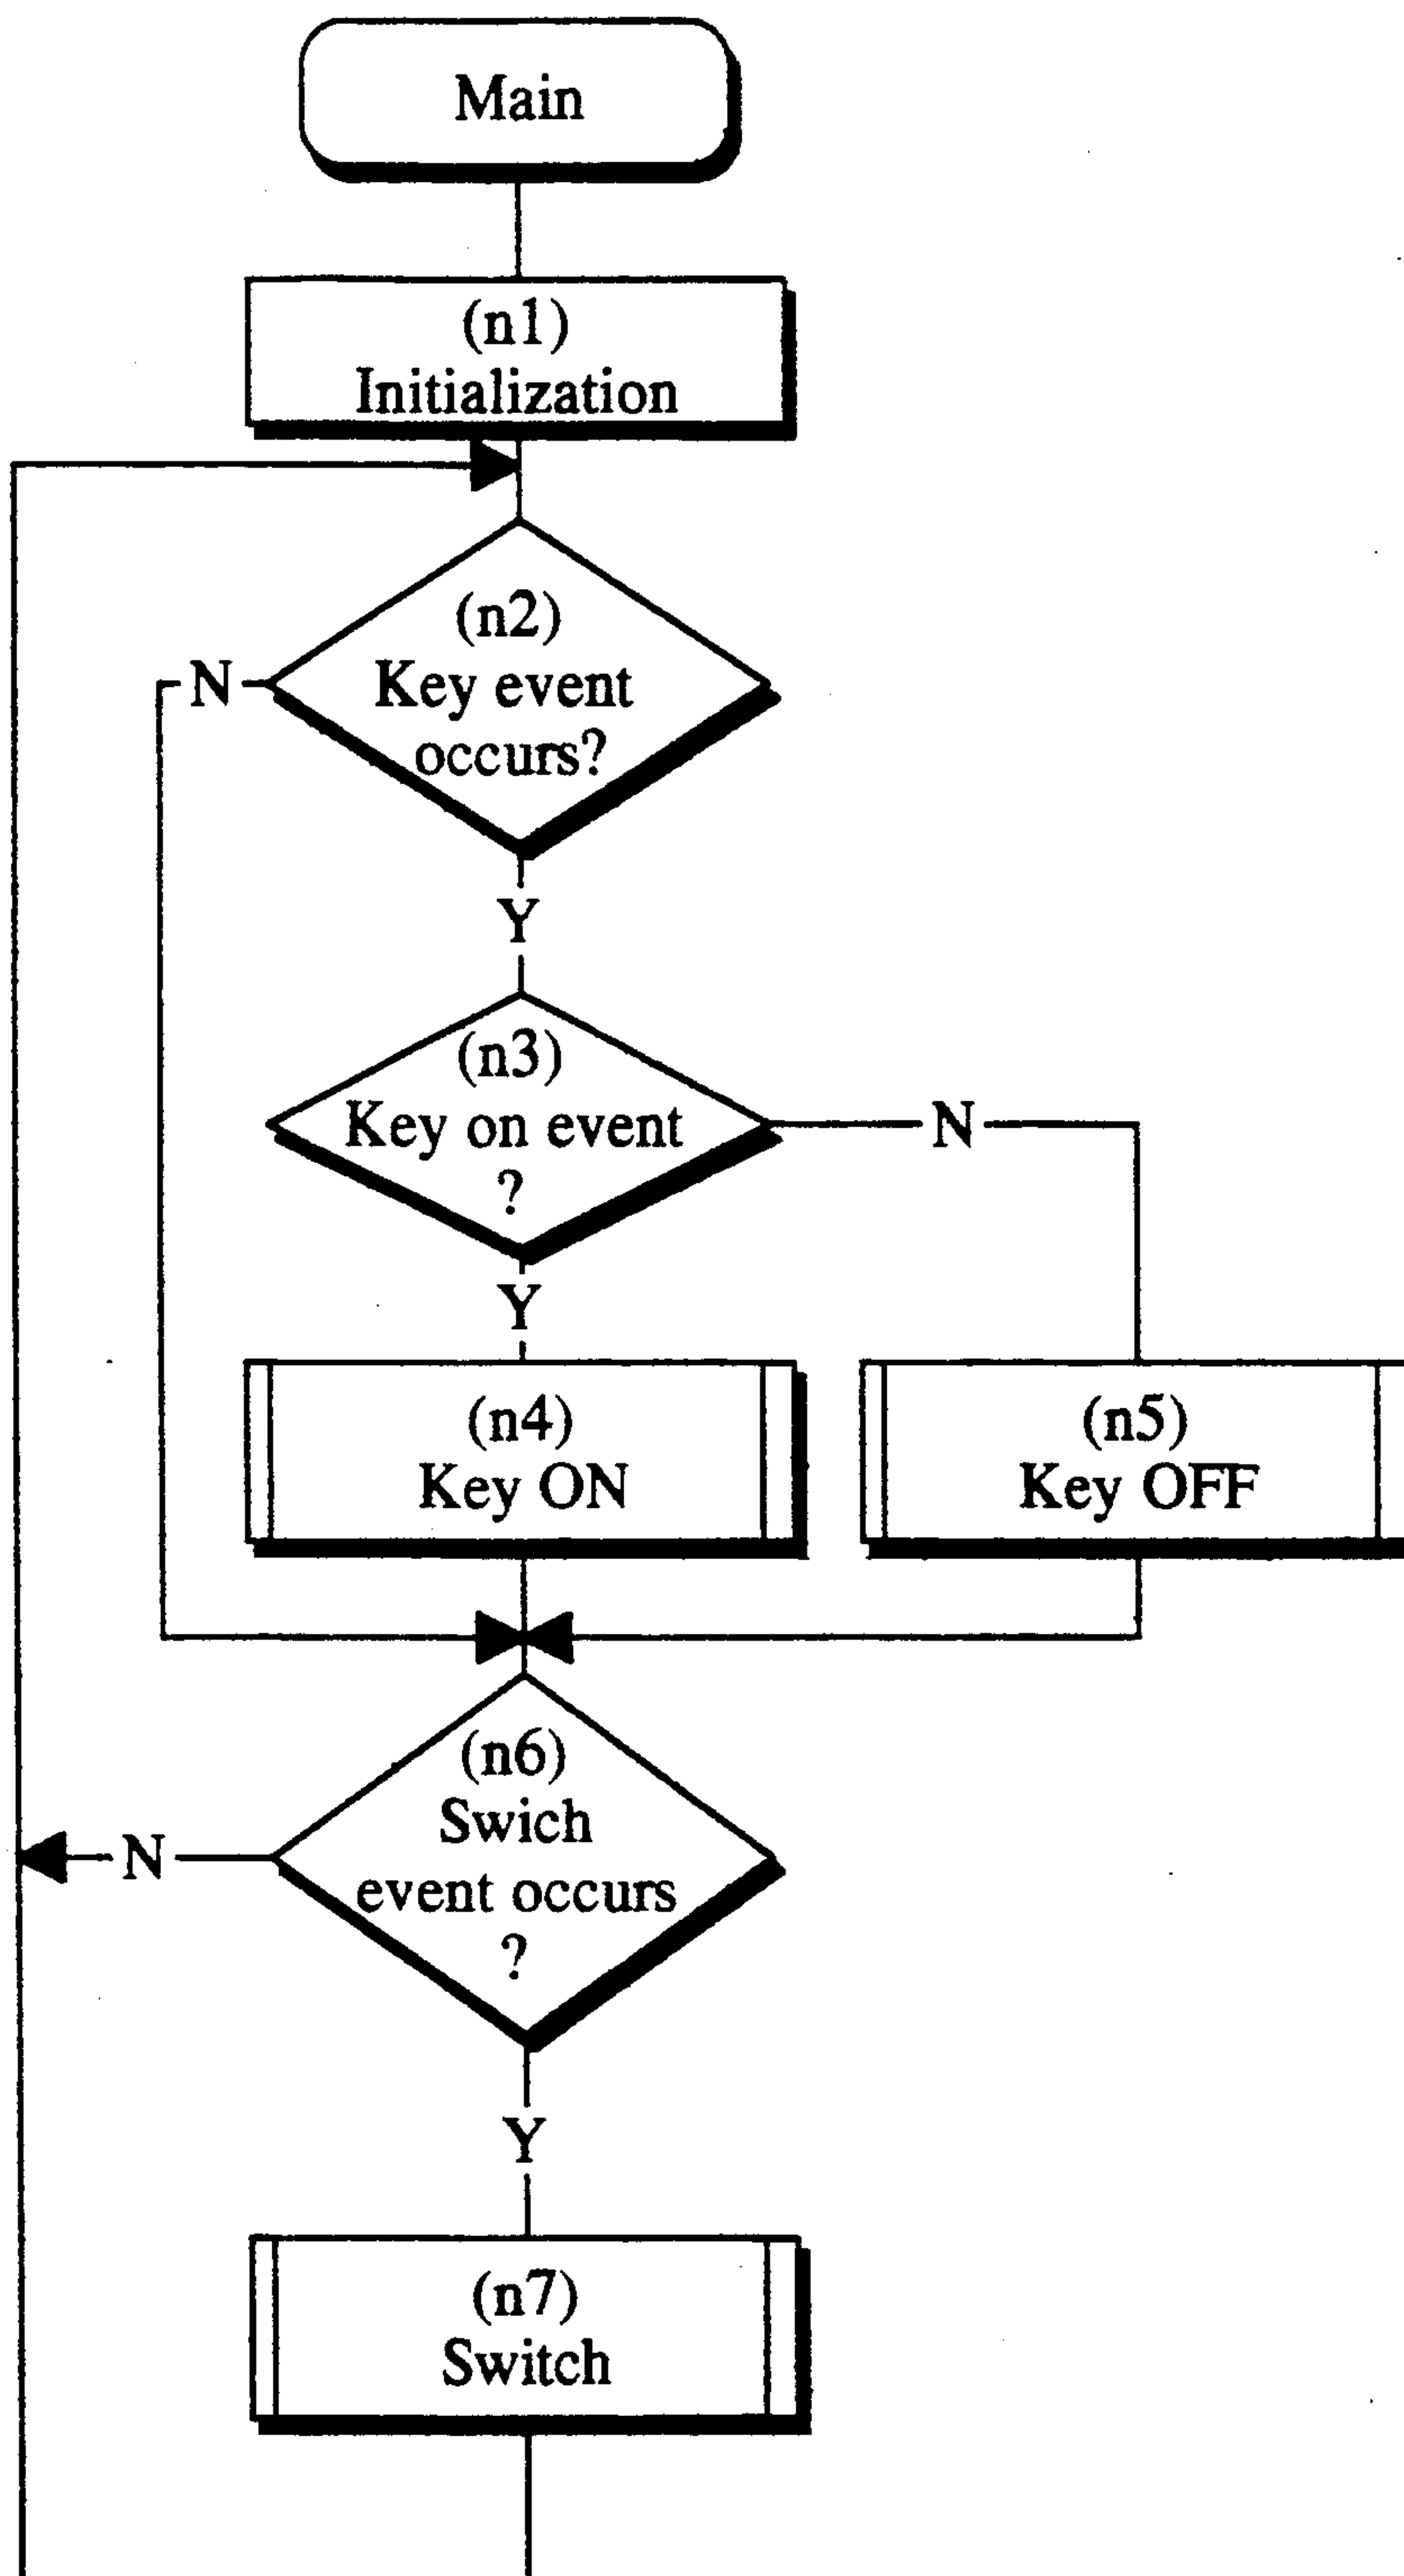 Main
(n1)
Initialization
(n2)
Key event
occurs?
N
Y
(n3)
Key on event
?
N
Y
(n4)
Key ON
(n5)
Key OFF
(n6)
Swich
event occurs
?
N
Y
(n7)
Switch